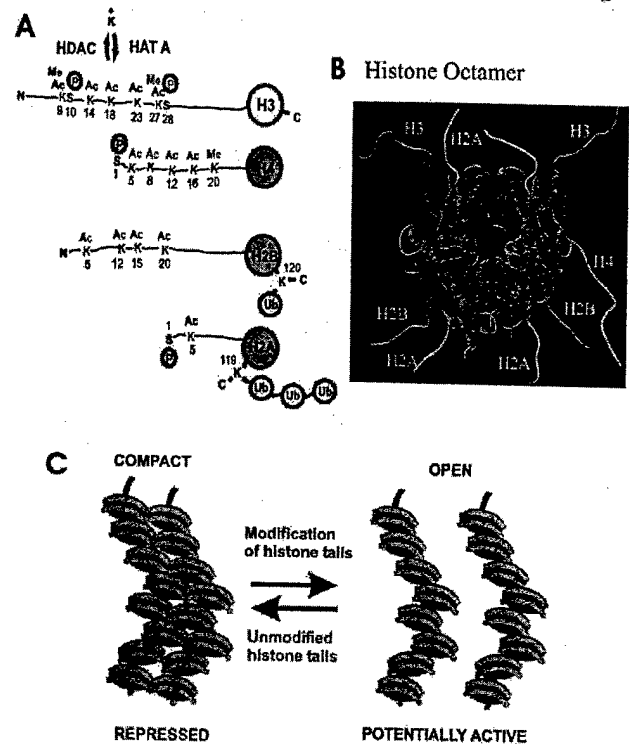 A
K
HDAC
HAT A
Me P Me P
Ac Ac Ac Ac Ac
N K S K K K K S H3
9 10 14 18 23 27 28 C
P
S Ac Ac Ac Ac Me
1 K K K K K
5 8 12 16 20
Ac Ac Ac Ac
N K K K K H2B
5 12 15 20 120
K C
Ub
1 Ac
S K H2A
P 5 119
C K
Ub Ub Ub
B Histone Octamer
H3 H2A H3
H4
H2B H2B
H2A H2A
C
COMPACT OPEN
Modification
of histone tails
Unmodified
histone tails
REPRESSED POTENTIALLY ACTIVE